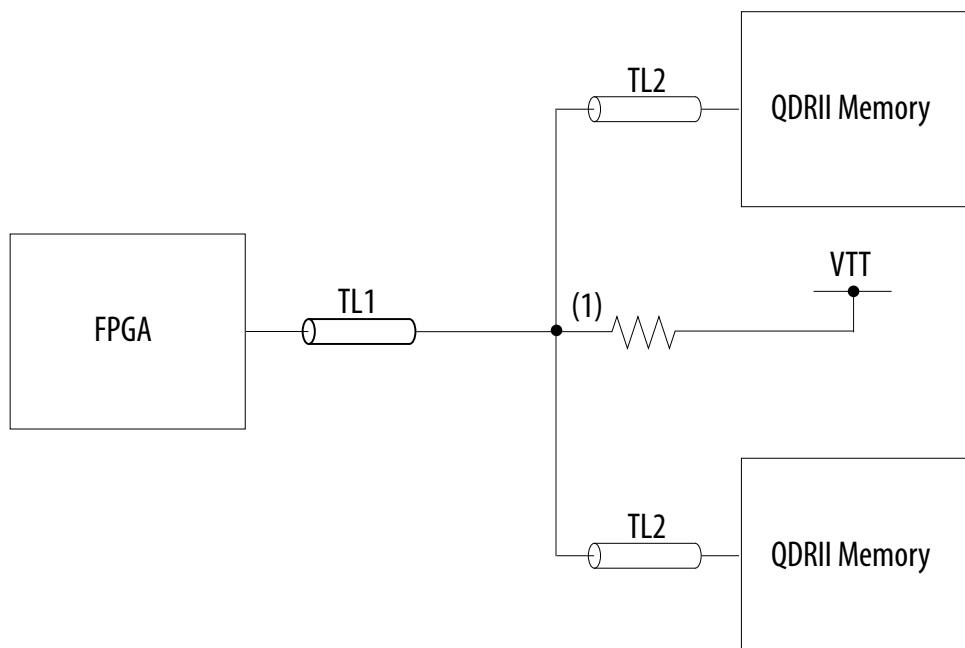 TL2
QDRII Memory
VTT
TL1
(1)
FPGA
TL2
QDRII Memory